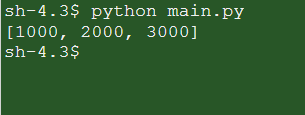 sh-4.3$ python main.py
[1000, 2000, 3000]
sh-4.3$